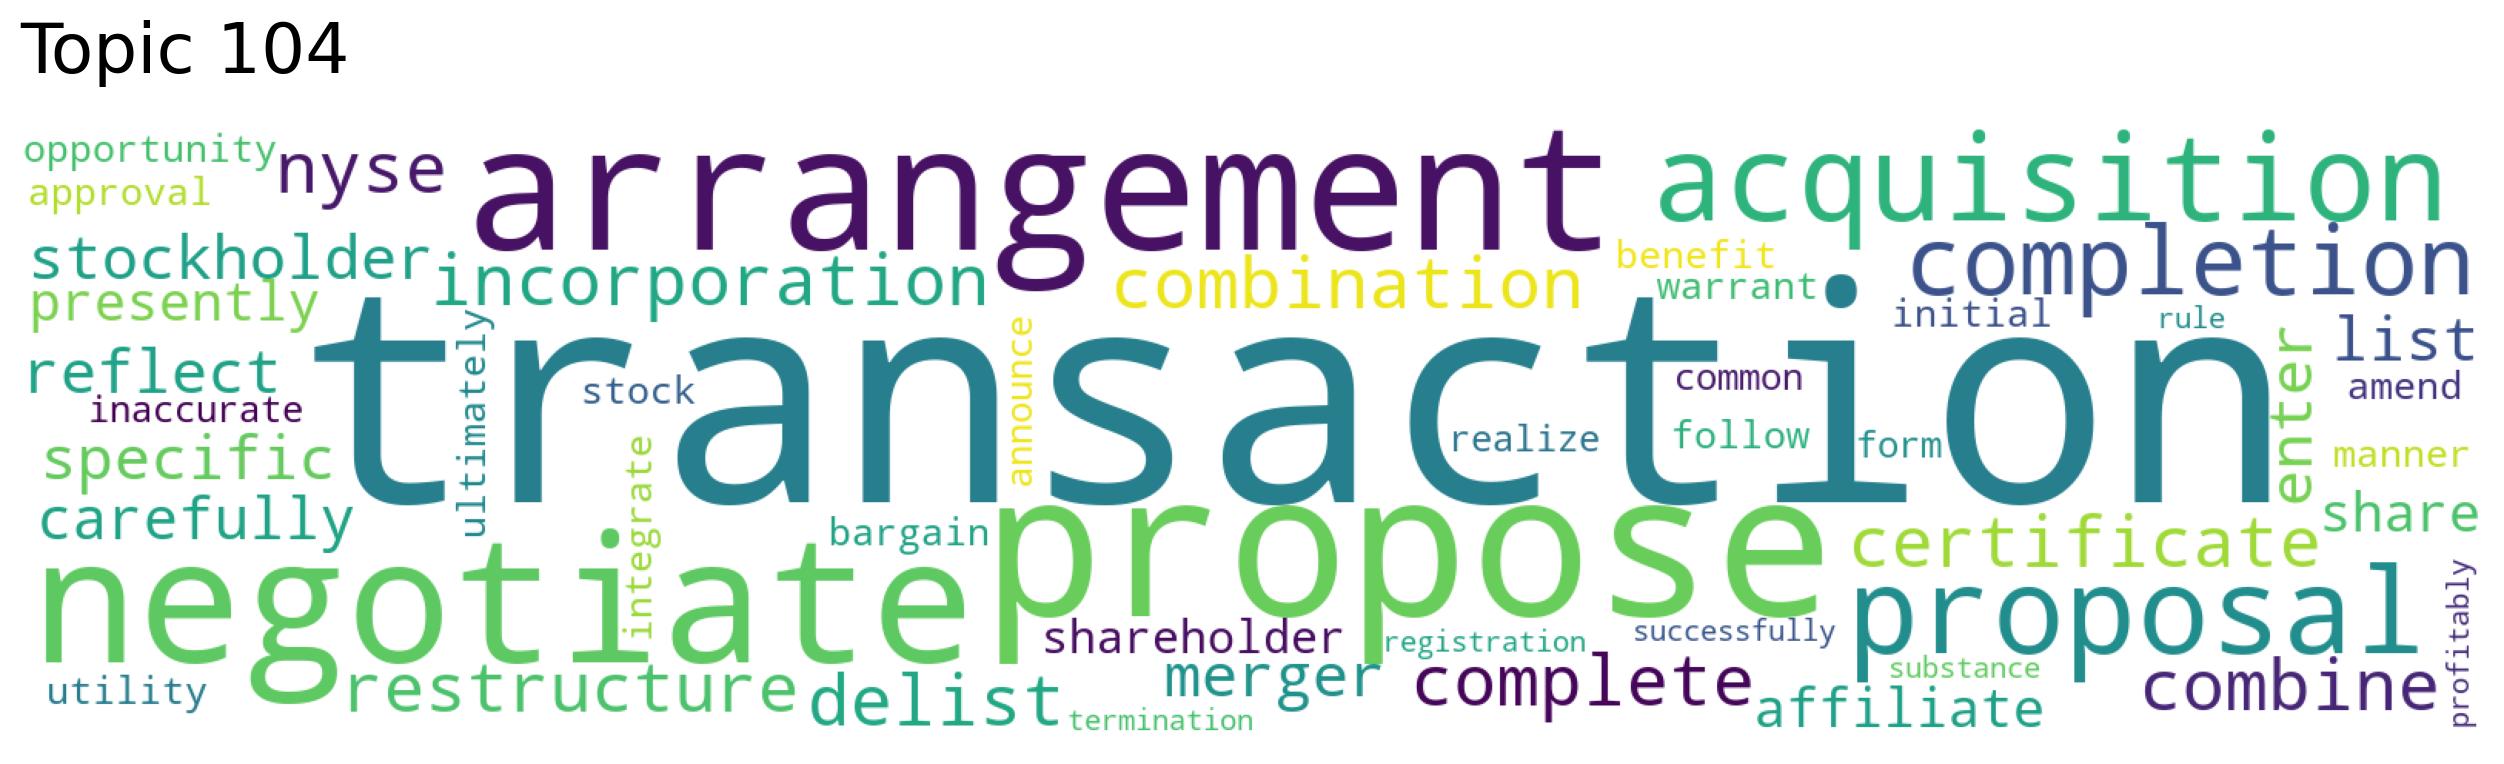 Topic 104
opportunity
nyse
arrangement
acquisition
approval
stockholder
incorporation
combination
benefit
completion
presently
warrant
transaction
initial
rule
list
reflect
ultimately
stock
announce
common
enter
amend
inaccurate
realize
follow
form
specific
integrate
manner
carefully
bargain
propose
certificate
share
negotiate
shareholder
registration
successfully
proposal
profitably
utility
restructure
delist
merger
complete
substance
combine
termination
affiliate